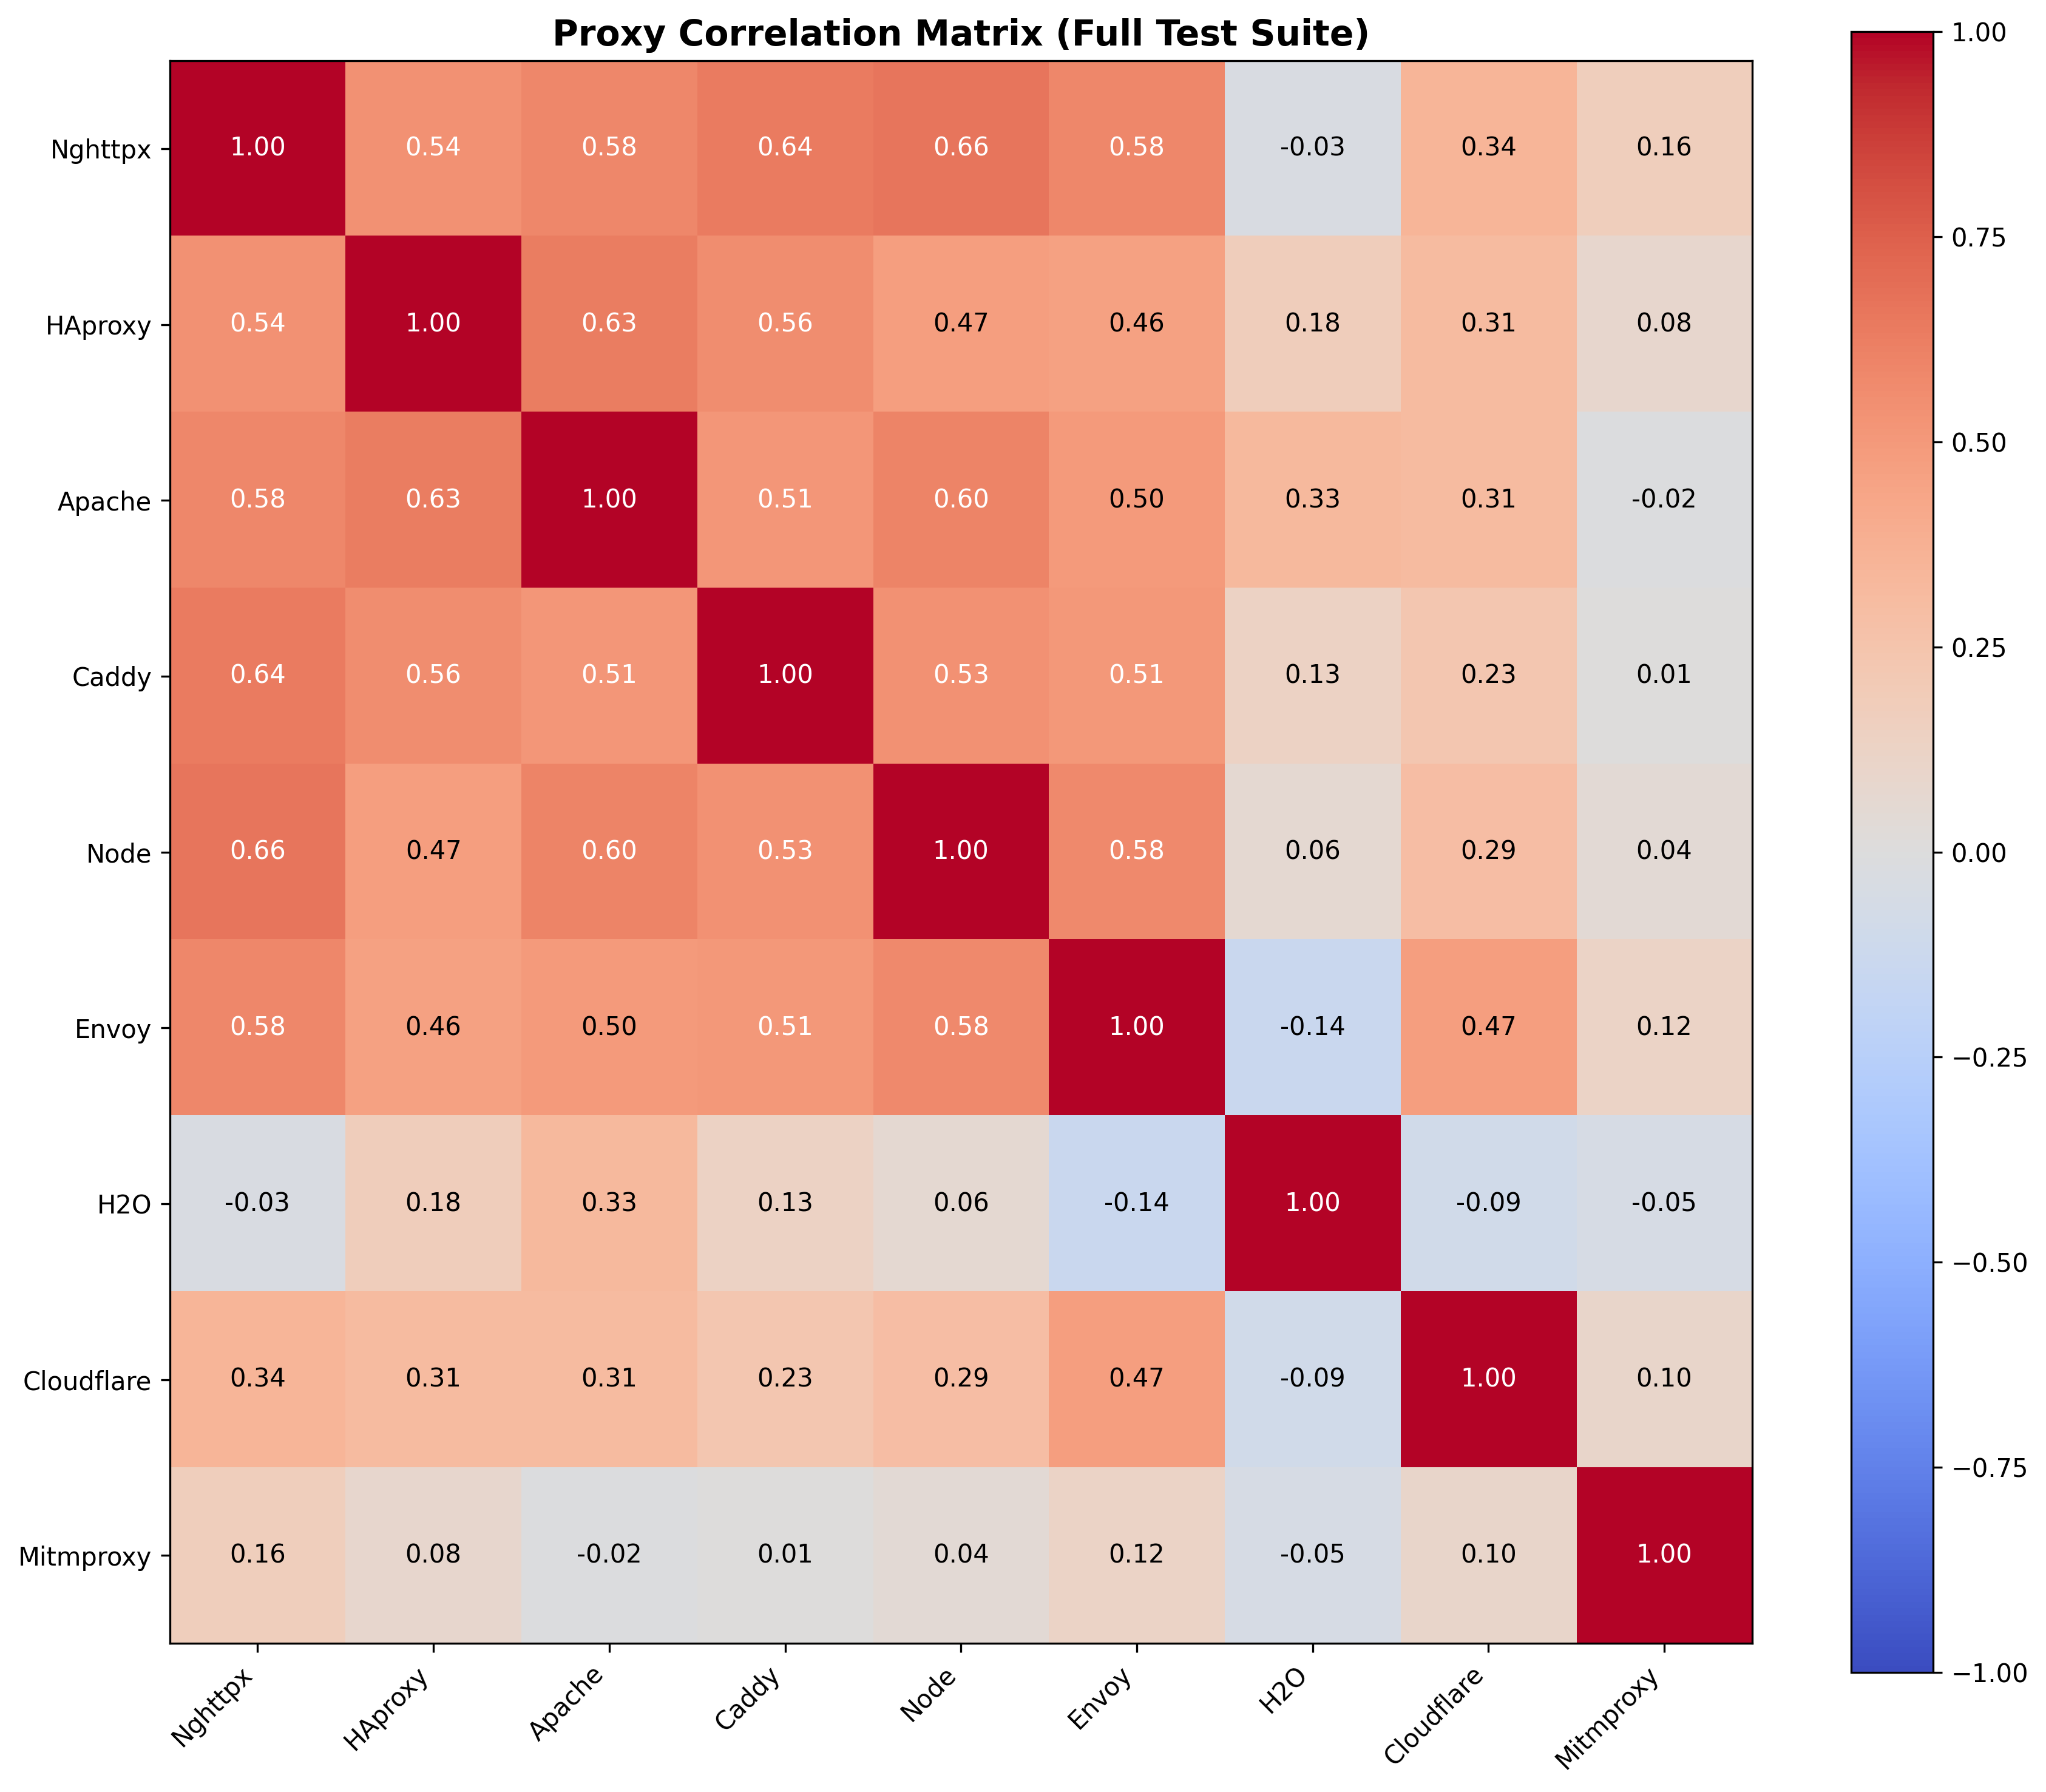 Proxy Correlation Matrix (Full Test Suite)
Nghttpx 1.00 0.54 0.58 0.64 0.66 0.58 -0.03 0.34 0.16
HAproxy 0.54 1.00 0.63 0.56 0.47 0.46 0.18 0.31 0.08
Apache 0.58 0.63 1.00 0.51 0.60 0.50 0.33 0.31 -0.02
Caddy 0.64 0.56 0.51 1.00 0.53 0.51 0.13 0.23 0.01
Node 0.66 0.47 0.60 0.53 1.00 0.58 0.06 0.29 0.04
Envoy 0.58 0.46 0.50 0.51 0.58 1.00 -0.14 0.47 0.12
H2O -0.03 0.18 0.33 0.13 0.06 -0.14 1.00 -0.09 -0.05
Cloudflare 0.34 0.31 0.31 0.23 0.29 0.47 -0.09 1.00 0.10
Mitmproxy 0.16 0.08 -0.02 0.01 0.04 0.12 -0.05 0.10 1.00
Nghttpx HAproxy Apache Caddy Node Envoy H2O Cloudflare Mitmproxy
1.00
0.75
0.50
0.25
0.00
−0.25
−0.50
−0.75
−1.00